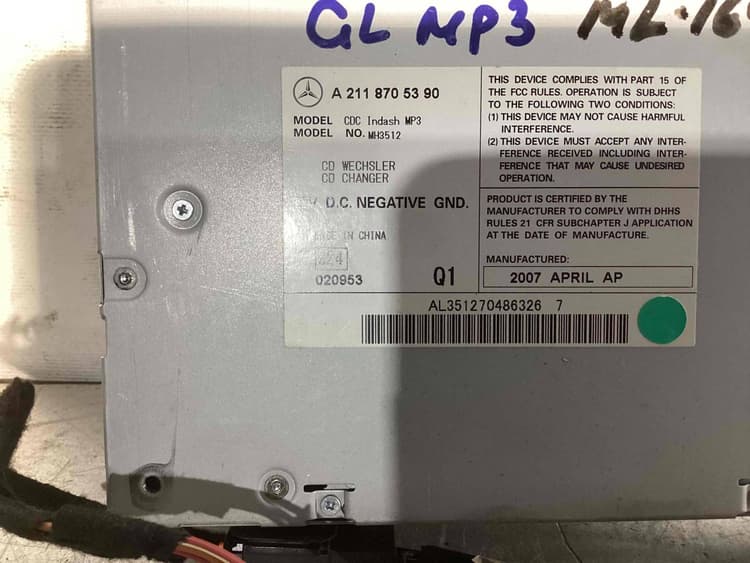 GL MP3 ML-16
A 211 870 53 90
MODEL CDC Indash MP3
MODEL NO. MH3512
CD WECHSLER
CD CHANGER
V D.C. NEGATIVE GND.
IN CHINA
020953
Q1
THIS DEVICE COMPLIES WITH PART 15 OF
THE FCC RULES. OPERATION IS SUBJECT
TO THE FOLLOWING TWO CONDITIONS:
(1) THIS DEVICE MAY NOT CAUSE HARMFUL
INTERFERENCE.
(2) THIS DEVICE MUST ACCEPT ANY INTER-
FERENCE RECEIVED INCLUDING INTER-
FERENCE THAT MAY CAUSE UNDESIRED
OPERATION.
PRODUCT IS CERTIFIED BY THE
MANUFACTURER TO COMPLY WITH DHHS
RULES 21 CFR SUBCHAPTER J APPLICATION
AT THE DATE OF MANUFACTURE.
MANUFACTURED:
2007 APRIL AP
AL351270486326 7